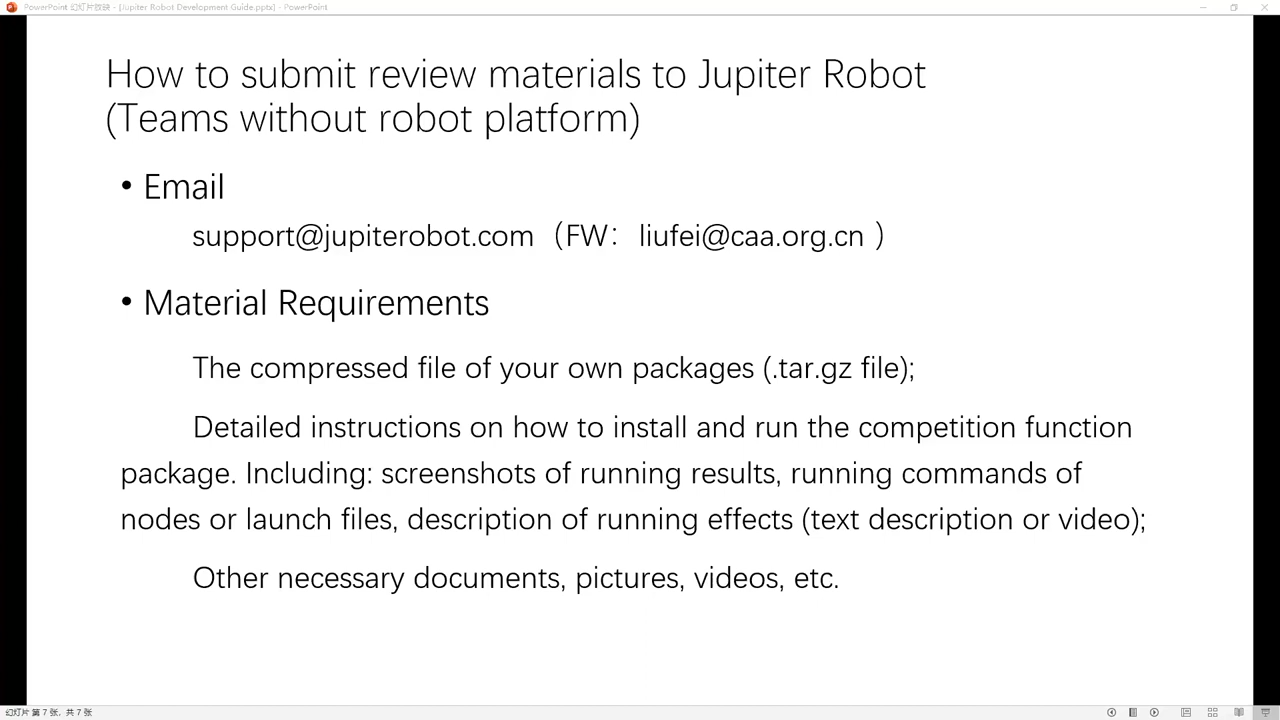 PowerPoint 幻灯片放映 - [Jupiter Robot Development Guide.pptx] - PowerPoint
How to submit review materials to Jupiter Robot
(Teams without robot platform)
• Email
support@jupiterobot.com（FW：liufei@caa.org.cn ）
• Material Requirements
The compressed file of your own packages (.tar.gz file);
Detailed instructions on how to install and run the competition function
package. Including: screenshots of running results, running commands of
nodes or launch files, description of running effects (text description or video);
Other necessary documents, pictures, videos, etc.
幻灯片 第 7 张，共 7 张